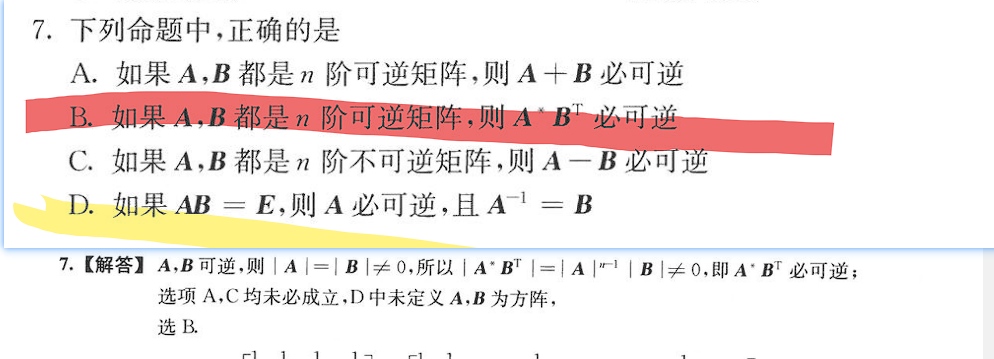 7. 下列命题中,正确的是
A. 如果 A,B 都是 n 阶可逆矩阵,则 A+B 必可逆
B. 如果 A,B 都是 n 阶可逆矩阵,则 A* Bᵀ 必可逆
C. 如果 A,B 都是 n 阶不可逆矩阵,则 A−B 必可逆
D. 如果 AB = E,则 A 必可逆,且 A⁻¹ = B
7.【解答】 A,B 可逆,则 | A |=| B |≠ 0,所以 | A* Bᵀ |=| A |ⁿ⁻¹ | B |≠ 0,即 A* Bᵀ 必可逆;
选项 A,C 均未必成立,D 中未定义 A,B 为方阵,
选 B.